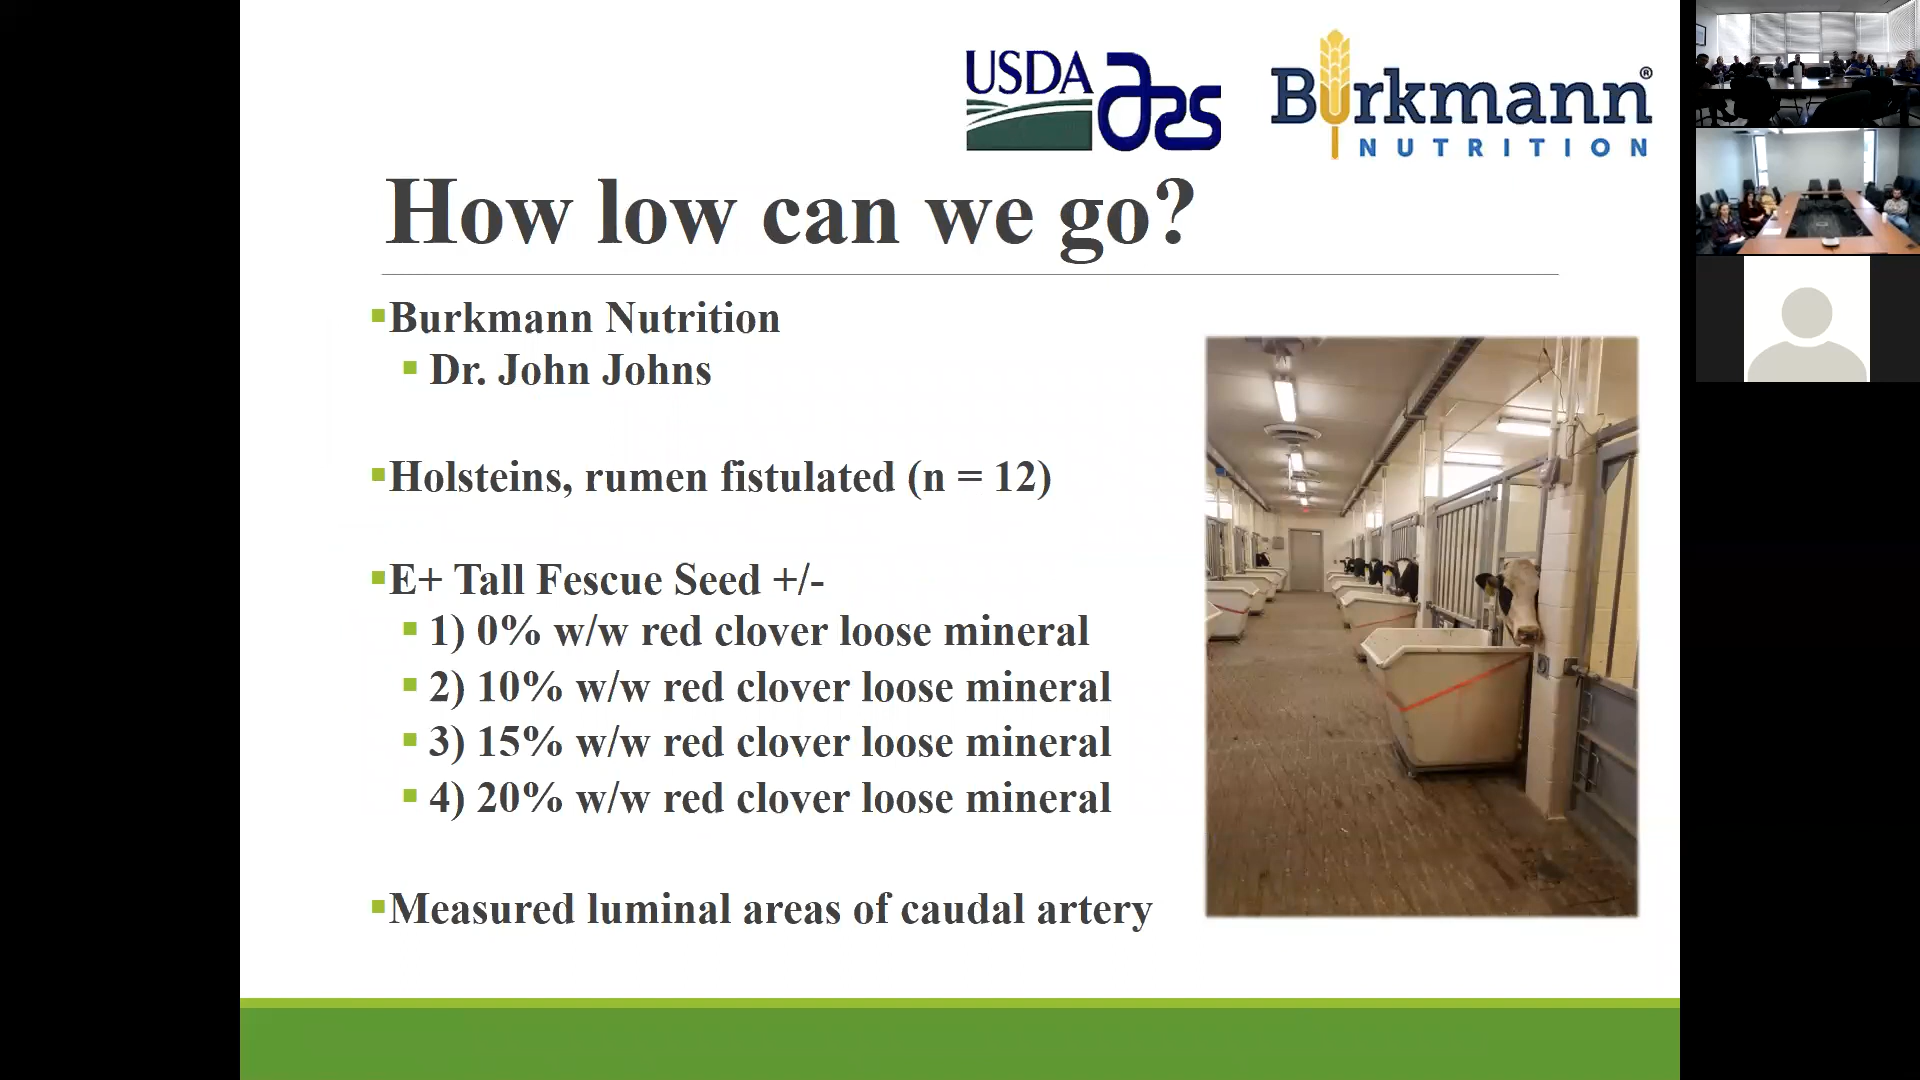 USDA ars
Burkmann®
NUTRITION
How low can we go?
Burkmann Nutrition
Dr. John Johns
Holsteins, rumen fistulated (n = 12)
E+ Tall Fescue Seed +/-
1) 0% w/w red clover loose mineral
2) 10% w/w red clover loose mineral
3) 15% w/w red clover loose mineral
4) 20% w/w red clover loose mineral
Measured luminal areas of caudal artery